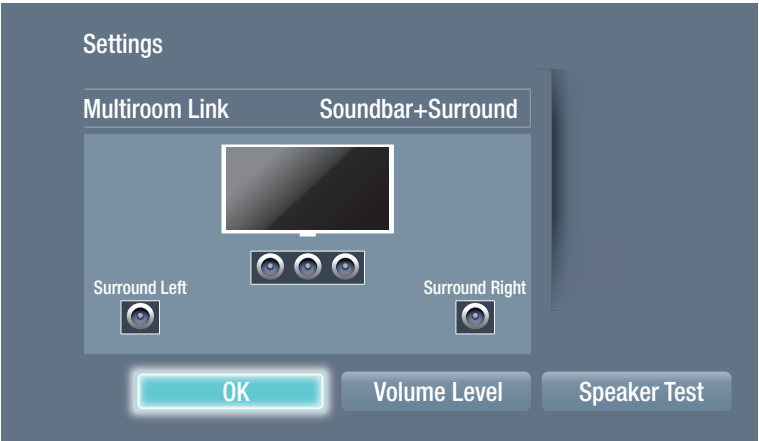 Settings
Multiroom Link Soundbar+Surround
Surround Left Surround Right
OK Volume Level Speaker Test